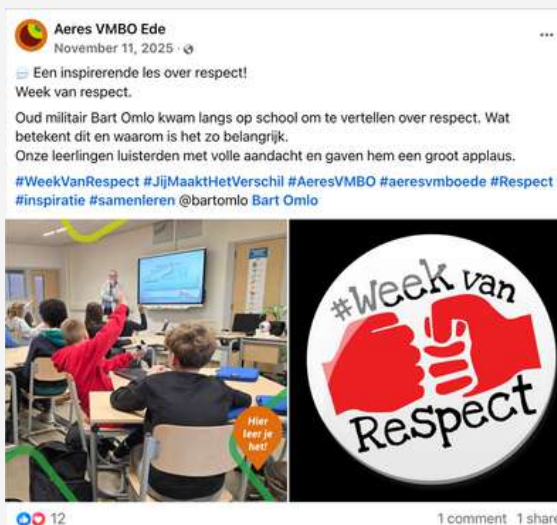 Aeres VMBO Ede
November 11, 2025 ·
Een inspirerende les over respect!
Week van respect.
Oud militair Bart Omlo kwam langs op school om te vertellen over respect. Wat
betekent dit en waarom is het zo belangrijk.
Onze leerlingen luisterden met volle aandacht en gaven hem een groot applaus.
#WeekVanRespect #JijMaaktHetVerschil #AeresVMBO #aeresvmboede #Respect
#inspiratie #samenleren @bartomlo Bart Omlo
Hier
leer je
het!
#Week van
Respect
12
1 comment 1 share